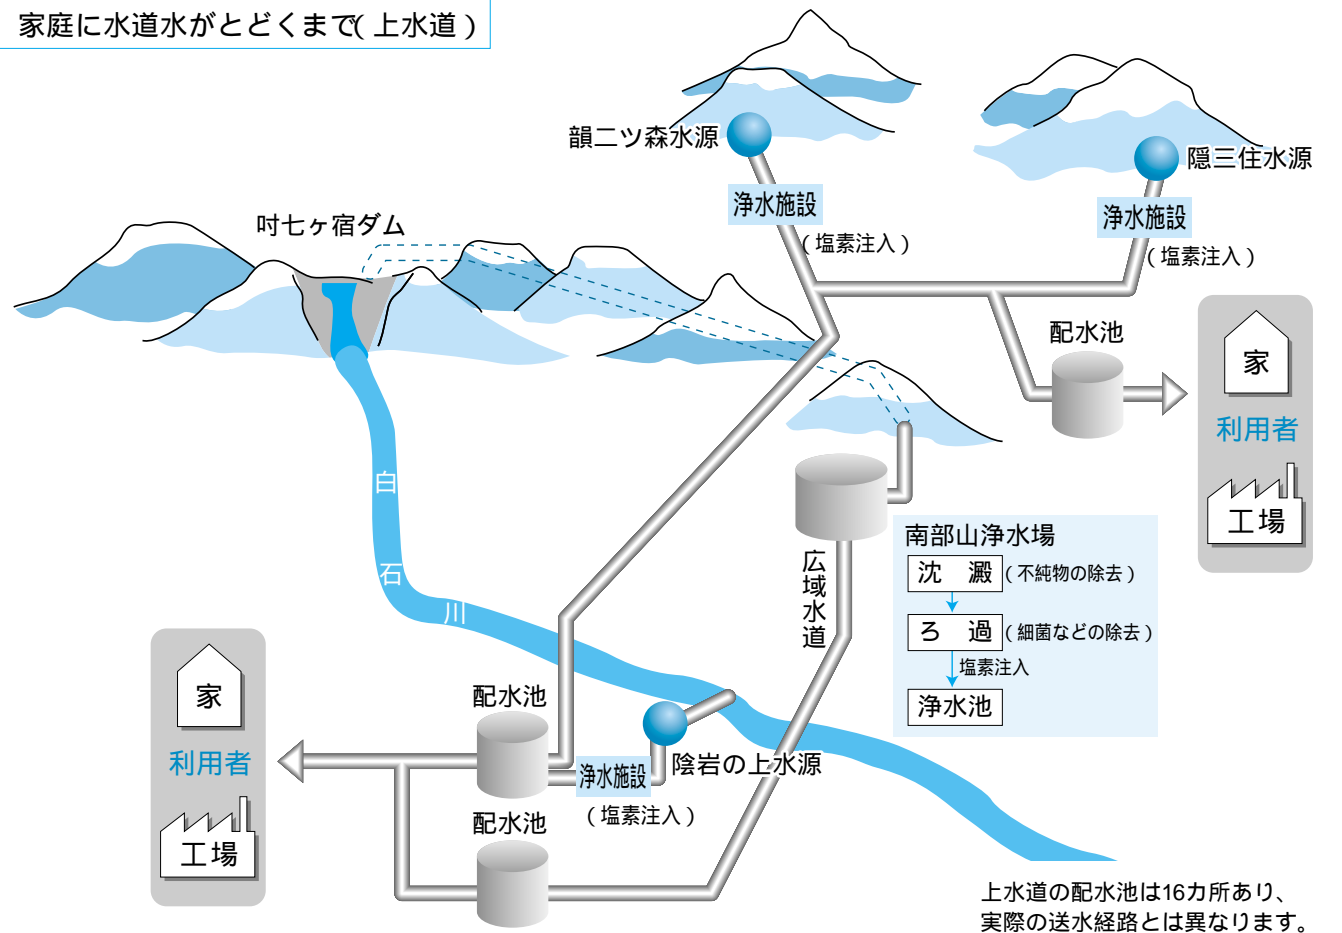 家庭に水道水がとどくまで(上水道)
韻二ツ森水源
隠三住水源
浄水施設
(塩素注入)
浄水施設
(塩素注入)
吋七ヶ宿ダム
配水池
家
利用者
工場
白
石
川
広域水道
南部山浄水場
沈 澱
(不純物の除去)
ろ 過
(細菌などの除去)
塩素注入
浄水池
家
利用者
工場
配水池
浄水施設
(塩素注入)
陰岩の上水源
配水池
上水道の配水池は16カ所あり、
実際の送水経路とは異なります。